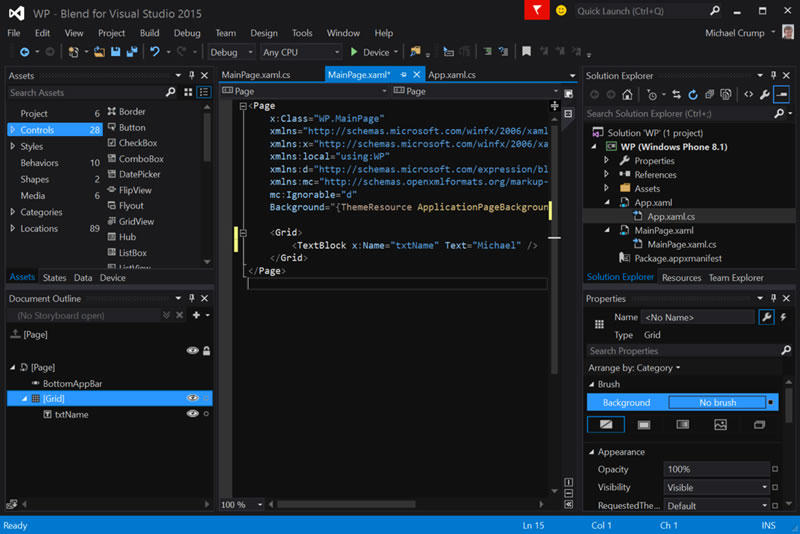 WP - Blend for Visual Studio 2015
Quick Launch (Ctrl+Q)
File Edit View Project Build Debug Team Design Tools Window Help
Michael Crump
Debug Any CPU Device
Assets
Search Assets
Project 6
Controls 28
Styles
Behaviors 10
Shapes 2
Media 6
Categories
Locations 89
Border
Button
CheckBox
ComboBox
DatePicker
FlipView
Flyout
GridView
Hub
ListBox
ListView
Assets States Data Device
Document Outline
(No Storyboard open)
[Page]
[Page]
BottomAppBar
[Grid]
txtName
MainPage.xaml.cs MainPage.xaml* App.xaml.cs
Page Page
<Page
x:Class="WP.MainPage"
xmlns="http://schemas.microsoft.com/winfx/2006/xaml
xmlns:x="http://schemas.microsoft.com/winfx/2006/xa
xmlns:local="using:WP"
xmlns:d="http://schemas.microsoft.com/expression/bl
xmlns:mc="http://schemas.openxmlformats.org/markup-
mc:Ignorable="d"
Background="{ThemeResource ApplicationPageBackgroun
<Grid>
<TextBlock x:Name="txtName" Text="Michael" />
</Grid>
</Page>
100 %
Solution Explorer
Search Solution Explorer (Ctrl+;)
Solution 'WP' (1 project)
WP (Windows Phone 8.1)
Properties
References
Assets
App.xaml
App.xaml.cs
MainPage.xaml
MainPage.xaml.cs
Package.appxmanifest
Solution Explorer Resources Team Explorer
Properties
Name <No Name>
Type Grid
Search Properties
Arrange by: Category
Brush
Background No brush
Appearance
Opacity 100%
Visibility Visible
RequestedThe... Default
Ready Ln 15 Col 1 Ch 1 INS